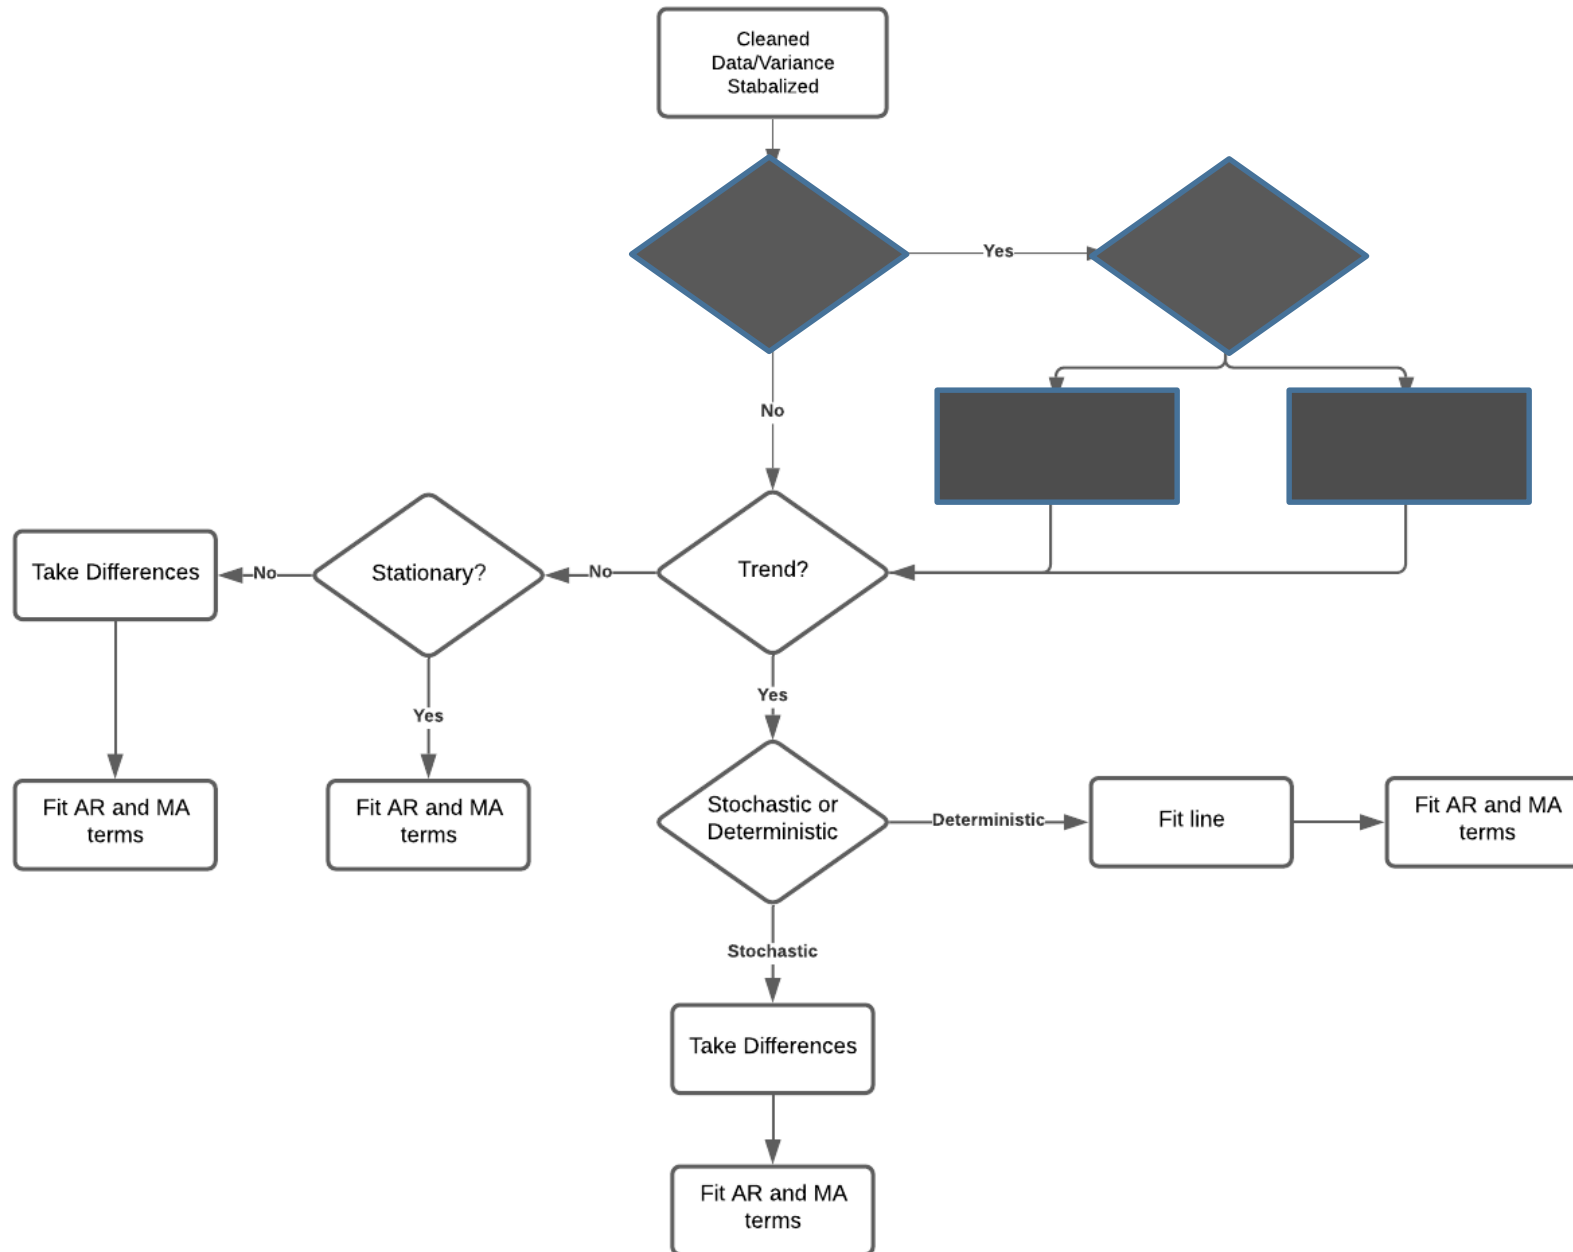 Cleaned
Data/Variance
Stabalized
Yes
No
Take Differences
No
Stationary?
No
Trend?
Yes
Yes
Fit AR and MA
terms
Fit AR and MA
terms
Stochastic or
Deterministic
Deterministic
Fit line
Fit AR and MA
terms
Stochastic
Take Differences
Fit AR and MA
terms